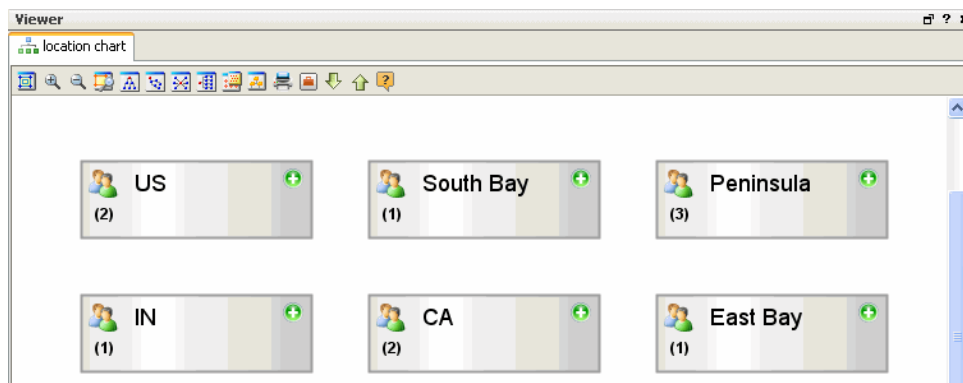 Viewer
location chart
US
(2)
South Bay
(1)
Peninsula
(3)
IN
(1)
CA
(2)
East Bay
(1)